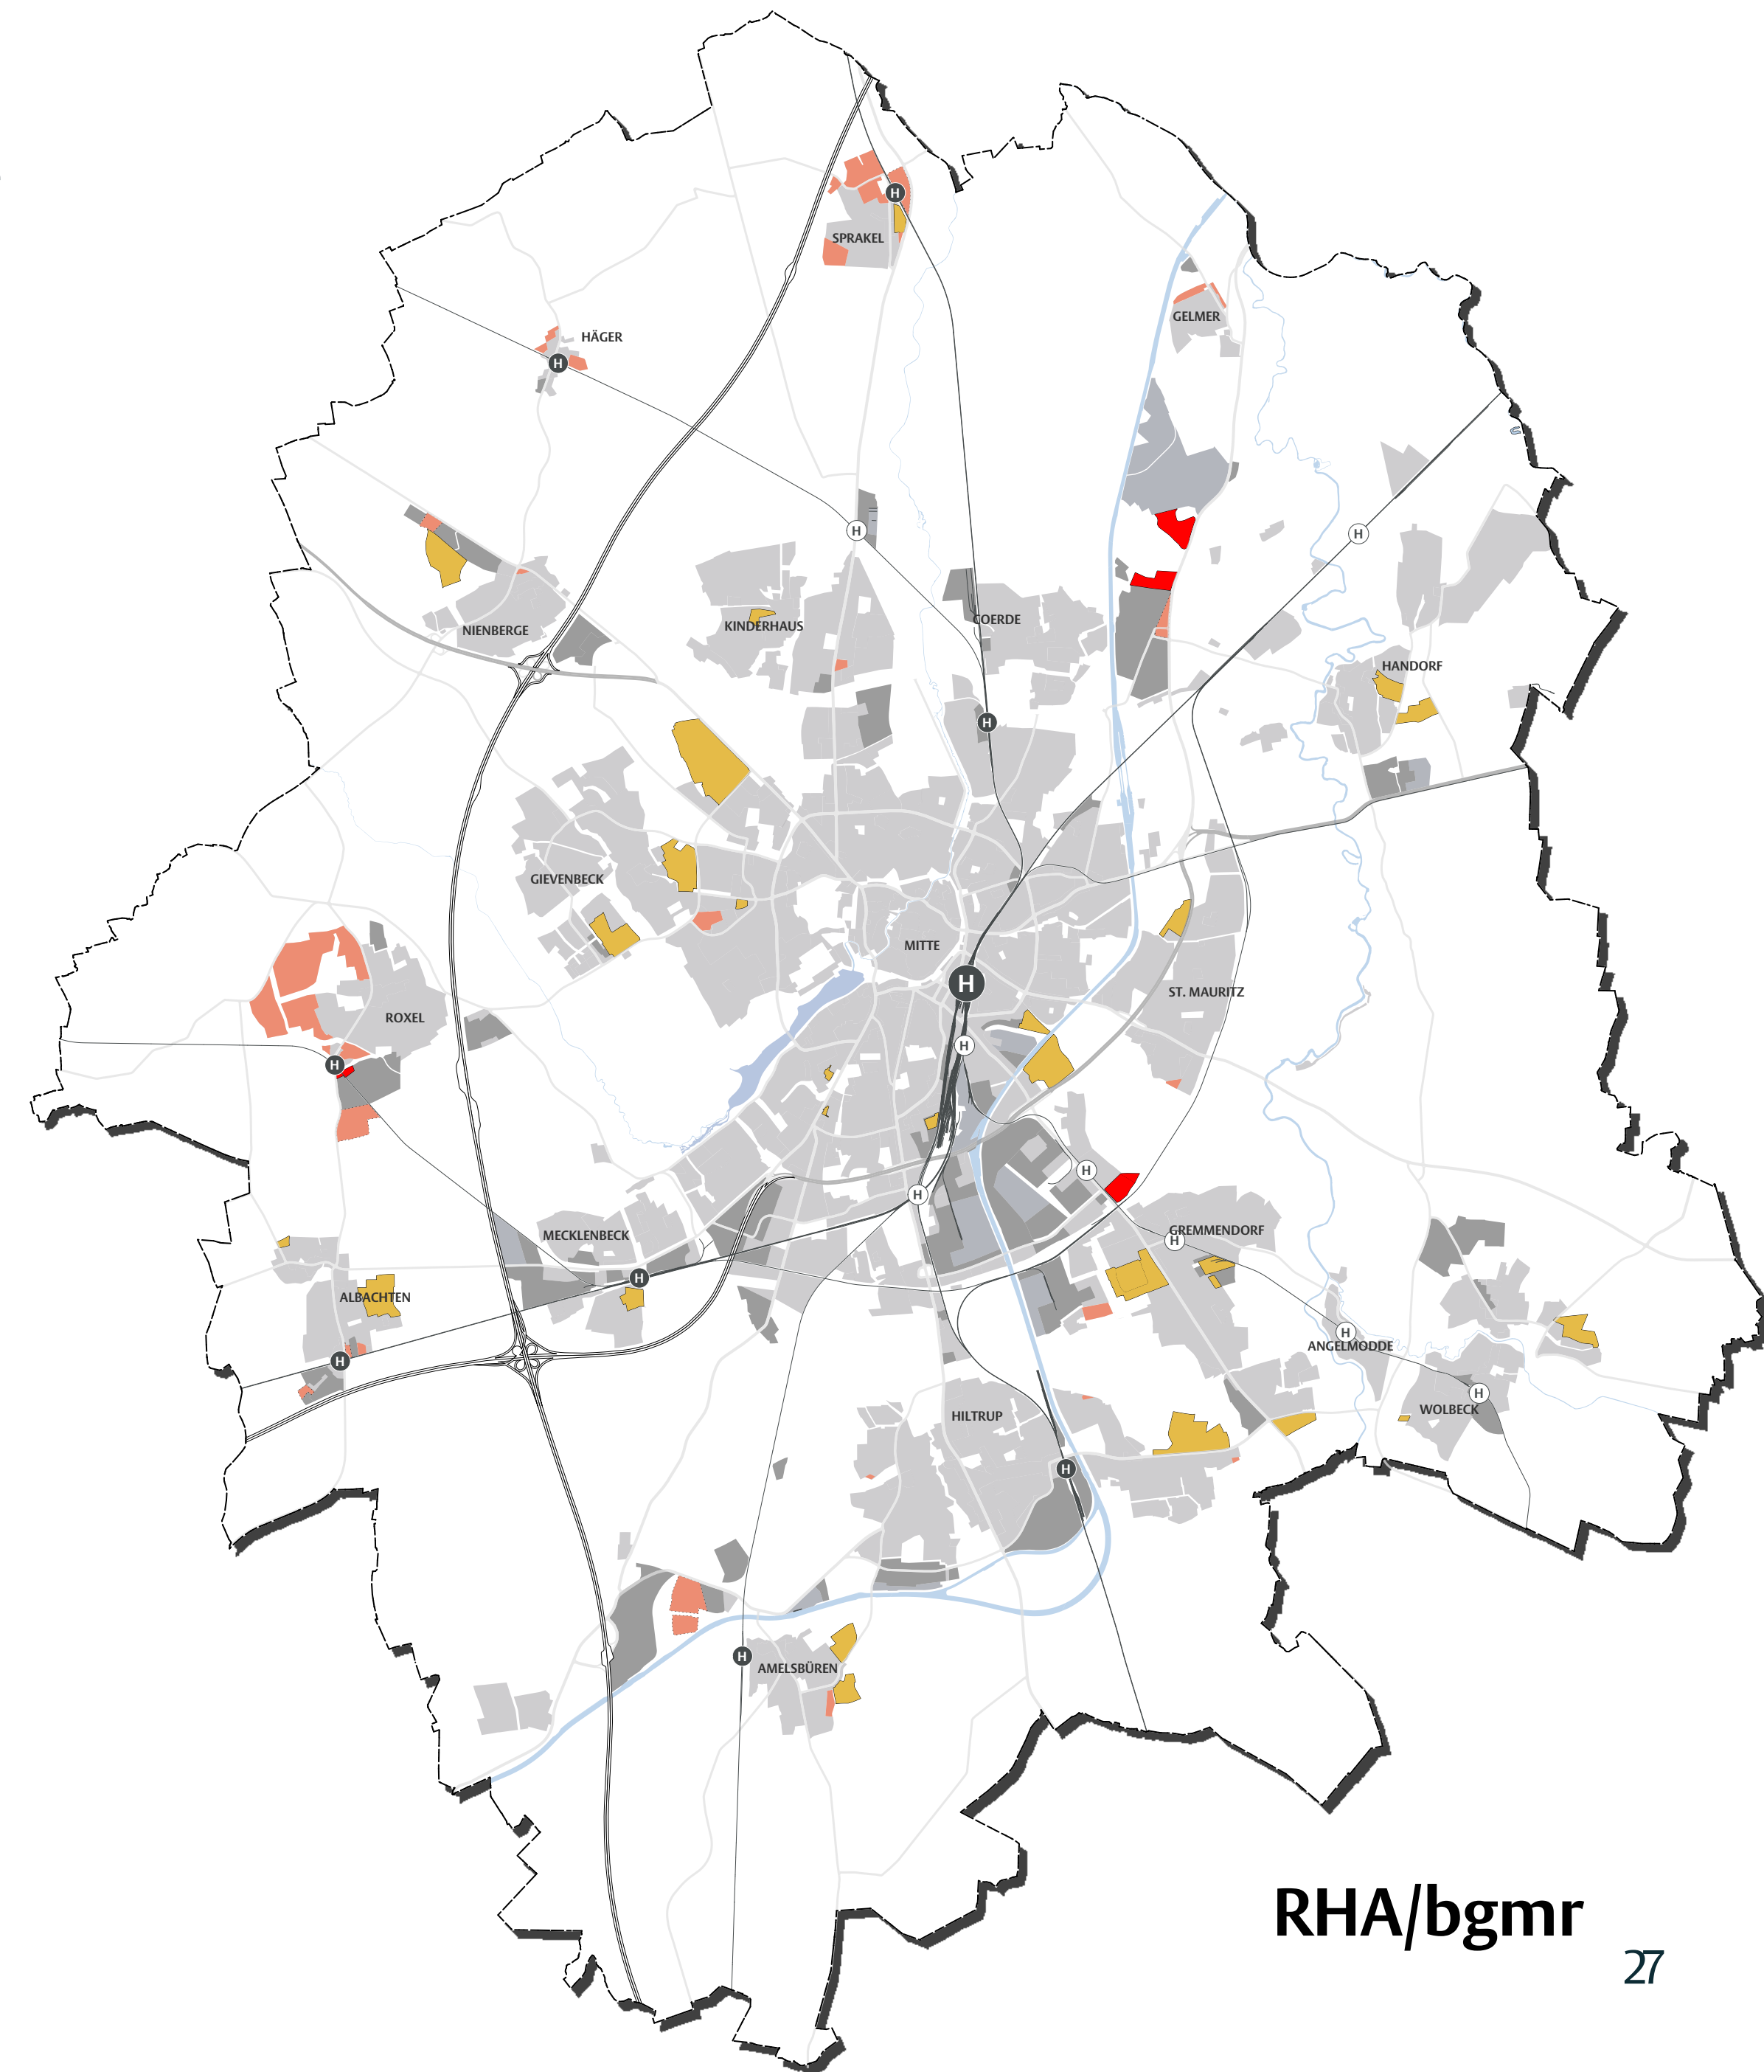 H
SPRAKEL
GELMER
HÄGER
H
H
H
NIENBERGE
KINDERHAUS
COERDE
HANDORF
H
GIEVENBECK
MITTE
H
ST. MAURITZ
ROXEL
H
H
H
H
MECKLENBECK
GREMMENDORF
H
H
ALBACHTEN
H
ANGELMODDE
H
H
WOLBECK
HILTRUP
H
H
AMELSBÜREN
RHA/bgmr
27